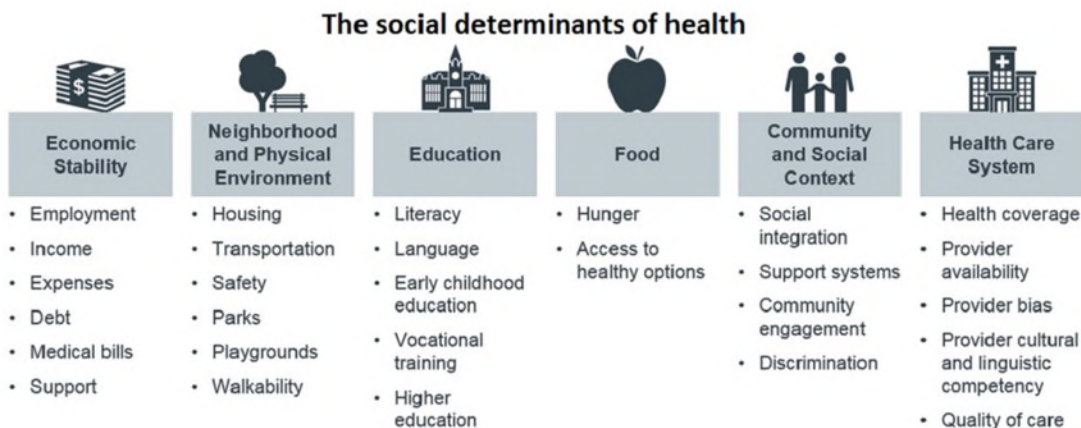 The social determinants of health
$
Economic
Stability
• Employment
• Income
• Expenses
• Debt
• Medical bills
• Support
Neighborhood
and Physical
Environment
• Housing
• Transportation
• Safety
• Parks
• Playgrounds
• Walkability
Education
• Literacy
• Language
• Early childhood
education
• Vocational
training
• Higher
education
Food
• Hunger
• Access to
healthy options
Community
and Social
Context
• Social
integration
• Support systems
• Community
engagement
• Discrimination
Health Care
System
• Health coverage
• Provider
availability
• Provider bias
• Provider cultural
and linguistic
competency
• Quality of care